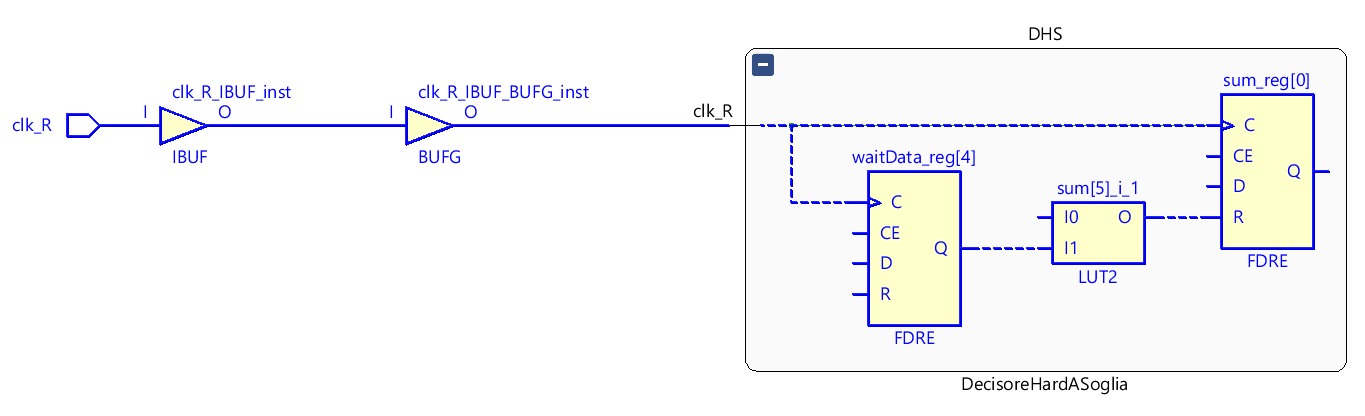 DHS
sum_reg[0]
clk_R_IBUF_inst
clk_R_IBUF_BUFG_inst
clk_R
I
O
I
O
clk_R
C
IBUF
BUFG
waitData_reg[4]
CE
Q
D
sum[5]_i_1
R
C
I0
O
CE
Q
I1
D
FDRE
LUT2
R
FDRE
DecisoreHardASoglia